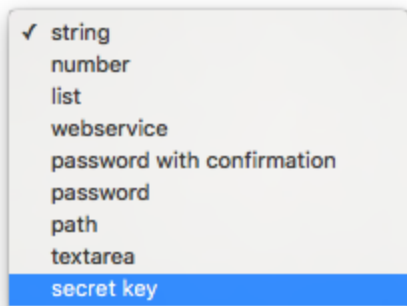 ✓ string
number
list
webservice
password with confirmation
password
path
textarea
secret key